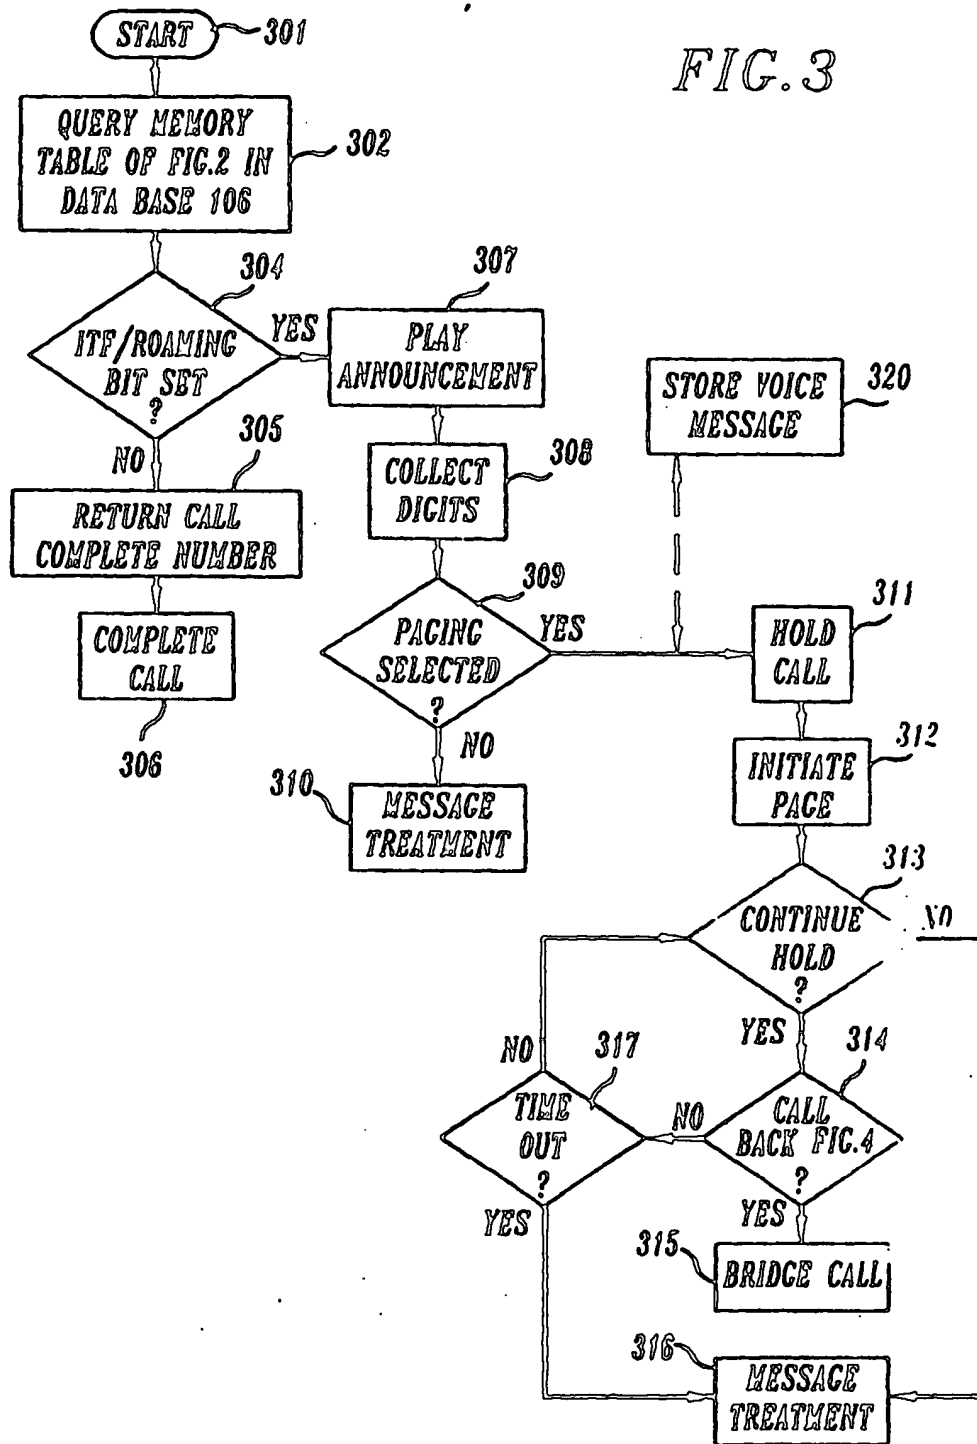 START
301
FIG.3
QUERY MEMORY
TABLE OF FIG.2 IN
DATA BASE 106
302
304
ITF/ROAMING
BIT SET
?
YES
307
PLAY
ANNOUNCEMENT
STORE VOICE
MESSAGE
320
NO
305
RETURN CALL
COMPLETE NUMBER
308
COLLECT
DIGITS
COMPLETE
CALL
306
309
PAGING
SELECTED
?
YES
311
HOLD
CALL
NO
310
MESSAGE
TREATMENT
312
INITIATE
PAGE
313
CONTINUE
HOLD
?
NO
YES
314
CALL
BACK FIG.4
?
NO
317
TIME
OUT
?
NO
YES
YES
315
BRIDGE CALL
316
MESSAGE
TREATMENT